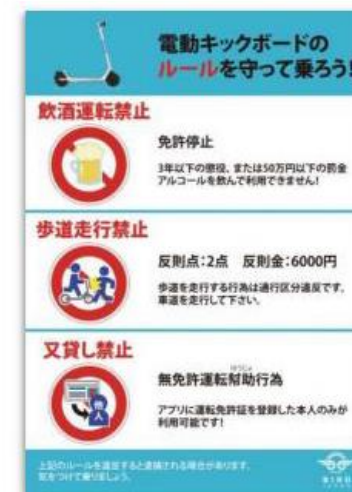 電動キックボードの
ルールを守って乗ろう!
飲酒運転禁止
免許停止
3年以下の懲役、または50万円以下の罰金
アルコールを飲んで利用できません!
歩道走行禁止
反則点:2点 反則金:6000円
歩道を走行する行為は通行区分違反です。
車道を走行して下さい。
又貸し禁止
無免許運転幇助行為
アプリに運転免許証を登録した本人のみが
利用可能です!
上記のルールを違反すると逮捕される場合があります。
気をつけて乗りましょう。
BIRD